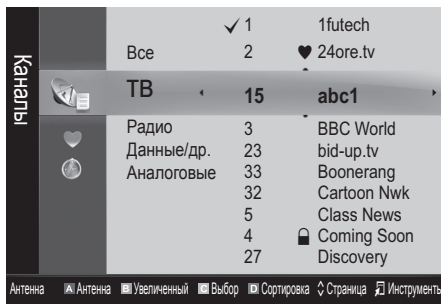 Каналы
✓ 1 1futech
Все 2 ♥ 24ore.tv
ТВ 15 abc1
Радио 3 BBC World
Данные/др. 23 bid-up.tv
Аналоговые 33 Boonerang
32 Cartoon Nwk
5 Class News
4 Coming Soon
27 Discovery
Антенна A Антенна B Увеличенный C Выбор D Сортировка Страница Инструменты